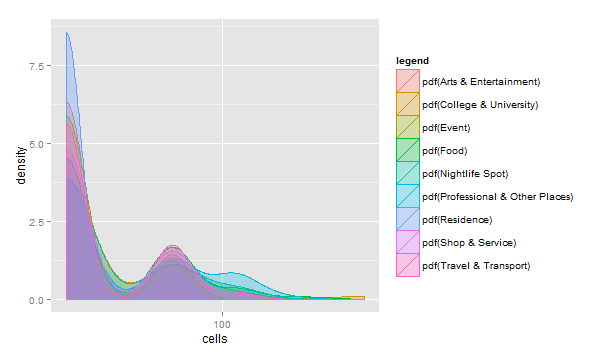 density
7.5
5.0
2.5
0.0
100
cells
legend
pdf(Arts & Entertainment)
pdf(College & University)
pdf(Event)
pdf(Food)
pdf(Nightlife Spot)
pdf(Professional & Other Places)
pdf(Residence)
pdf(Shop & Service)
pdf(Travel & Transport)